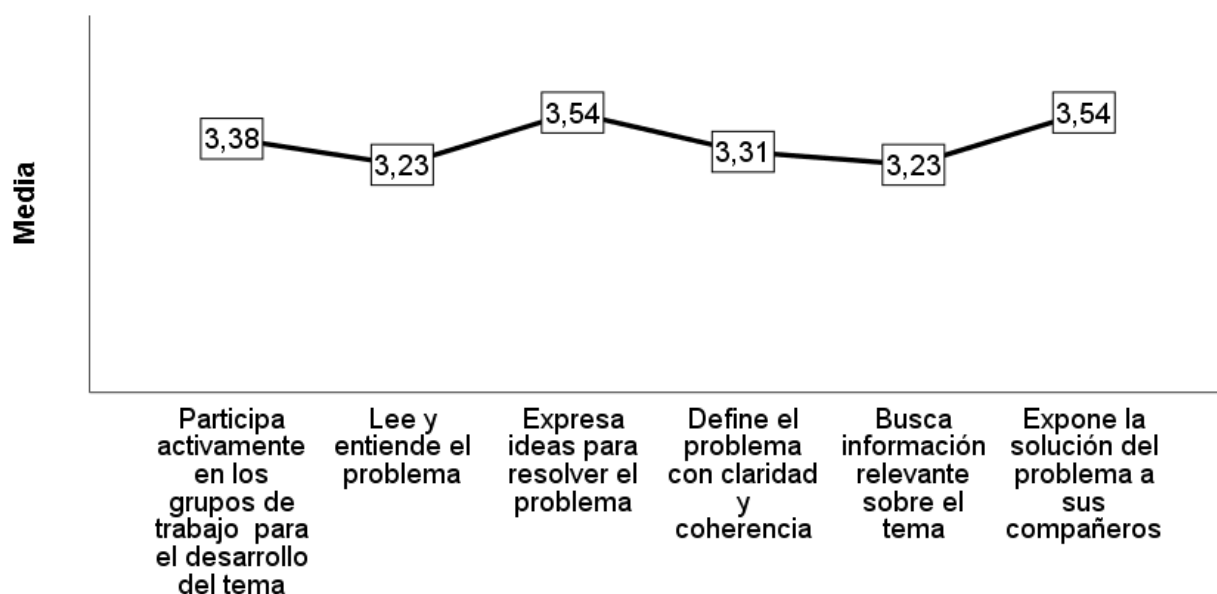 Media
3,38
3,23
3,54
3,31
3,23
3,54
Participa
activamente
en los
grupos de
trabajo para
el desarrollo
del tema
Lee y
entiende el
problema
Expresa
ideas para
resolver el
problema
Define el
problema
con claridad
y
coherencia
Busca
información
relevante
sobre el
tema
Expone la
solución del
problema a
sus
compañeros